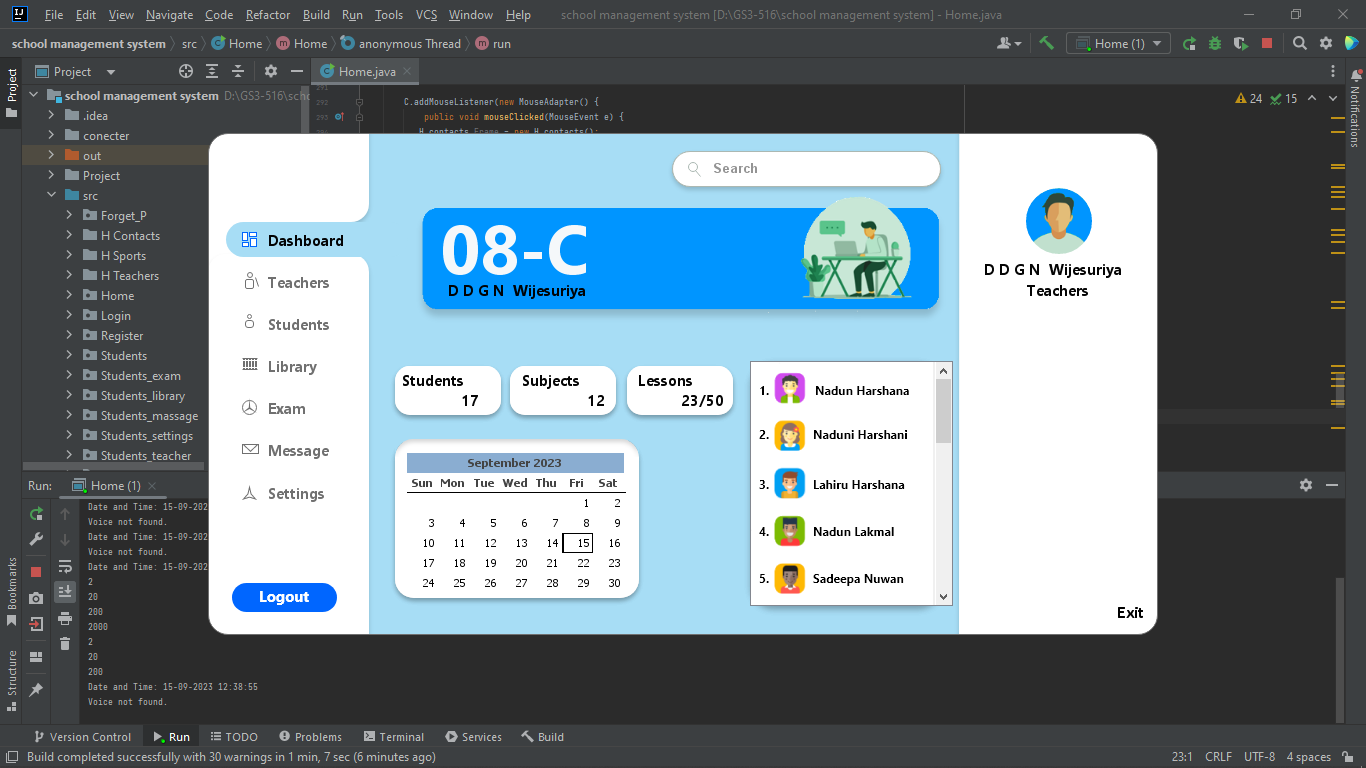 File Edit View Navigate Code Refactor Build Run Tools VCS Window Help school management system [D:\GS3-516\school management system] - Home.java
school management system src Home Home anonymous Thread run Home (1)
Project Home.java
school management system D:\GS3-516\scho
.idea
conecter
out
Project
src
Forget_P
H Contacts
H Sports
H Teachers
Home
Login
Register
Students
Students_exam
Students_library
Students_massage
Students_settings
Students_teacher
291
292 C.addMouseListener(new MouseAdapter() {
293 public void mouseClicked(MouseEvent e) {
H_contacts Frame = new H_contacts();
24 15
Project
Bookmarks
Structure
Notifications
Search
Dashboard
Teachers
Students
Library
Exam
Message
Settings
Logout
08-C
D D G N Wijesuriya
Students
17
Subjects
12
Lessons
23/50
September 2023
Sun Mon Tue Wed Thu Fri Sat
1 2
3 4 5 6 7 8 9
10 11 12 13 14 15 16
17 18 19 20 21 22 23
24 25 26 27 28 29 30
1. Nadun Harshana
2. Naduni Harshani
3. Lahiru Harshana
4. Nadun Lakmal
5. Sadeepa Nuwan
D D G N Wijesuriya
Teachers
Exit
Run: Home (1)
Date and Time: 15-09-202
Voice not found.
Date and Time: 15-09-202
Voice not found.
Date and Time: 15-09-202
2
20
200
2000
2
20
200
Date and Time: 15-09-2023 12:38:55
Voice not found.
Version Control Run TODO Problems Terminal Services Build
Build completed successfully with 30 warnings in 1 min, 7 sec (6 minutes ago) 23:1 CRLF UTF-8 4 spaces